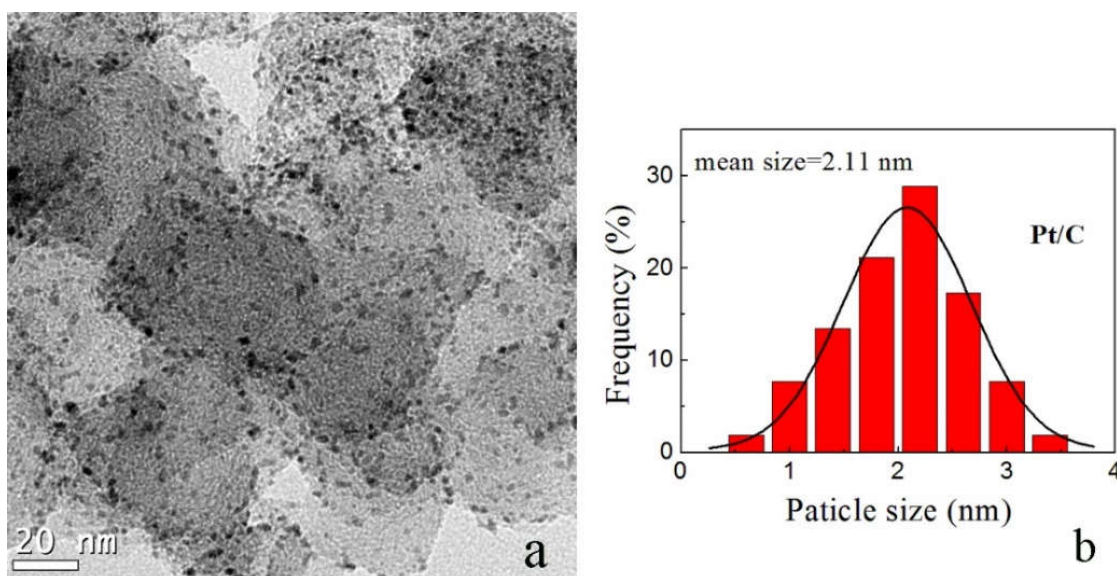 20 nm
a
mean size=2.11 nm
Pt/C
Frequency (%)
30
20
10
0
0 1 2 3 4
Paticle size (nm)
b